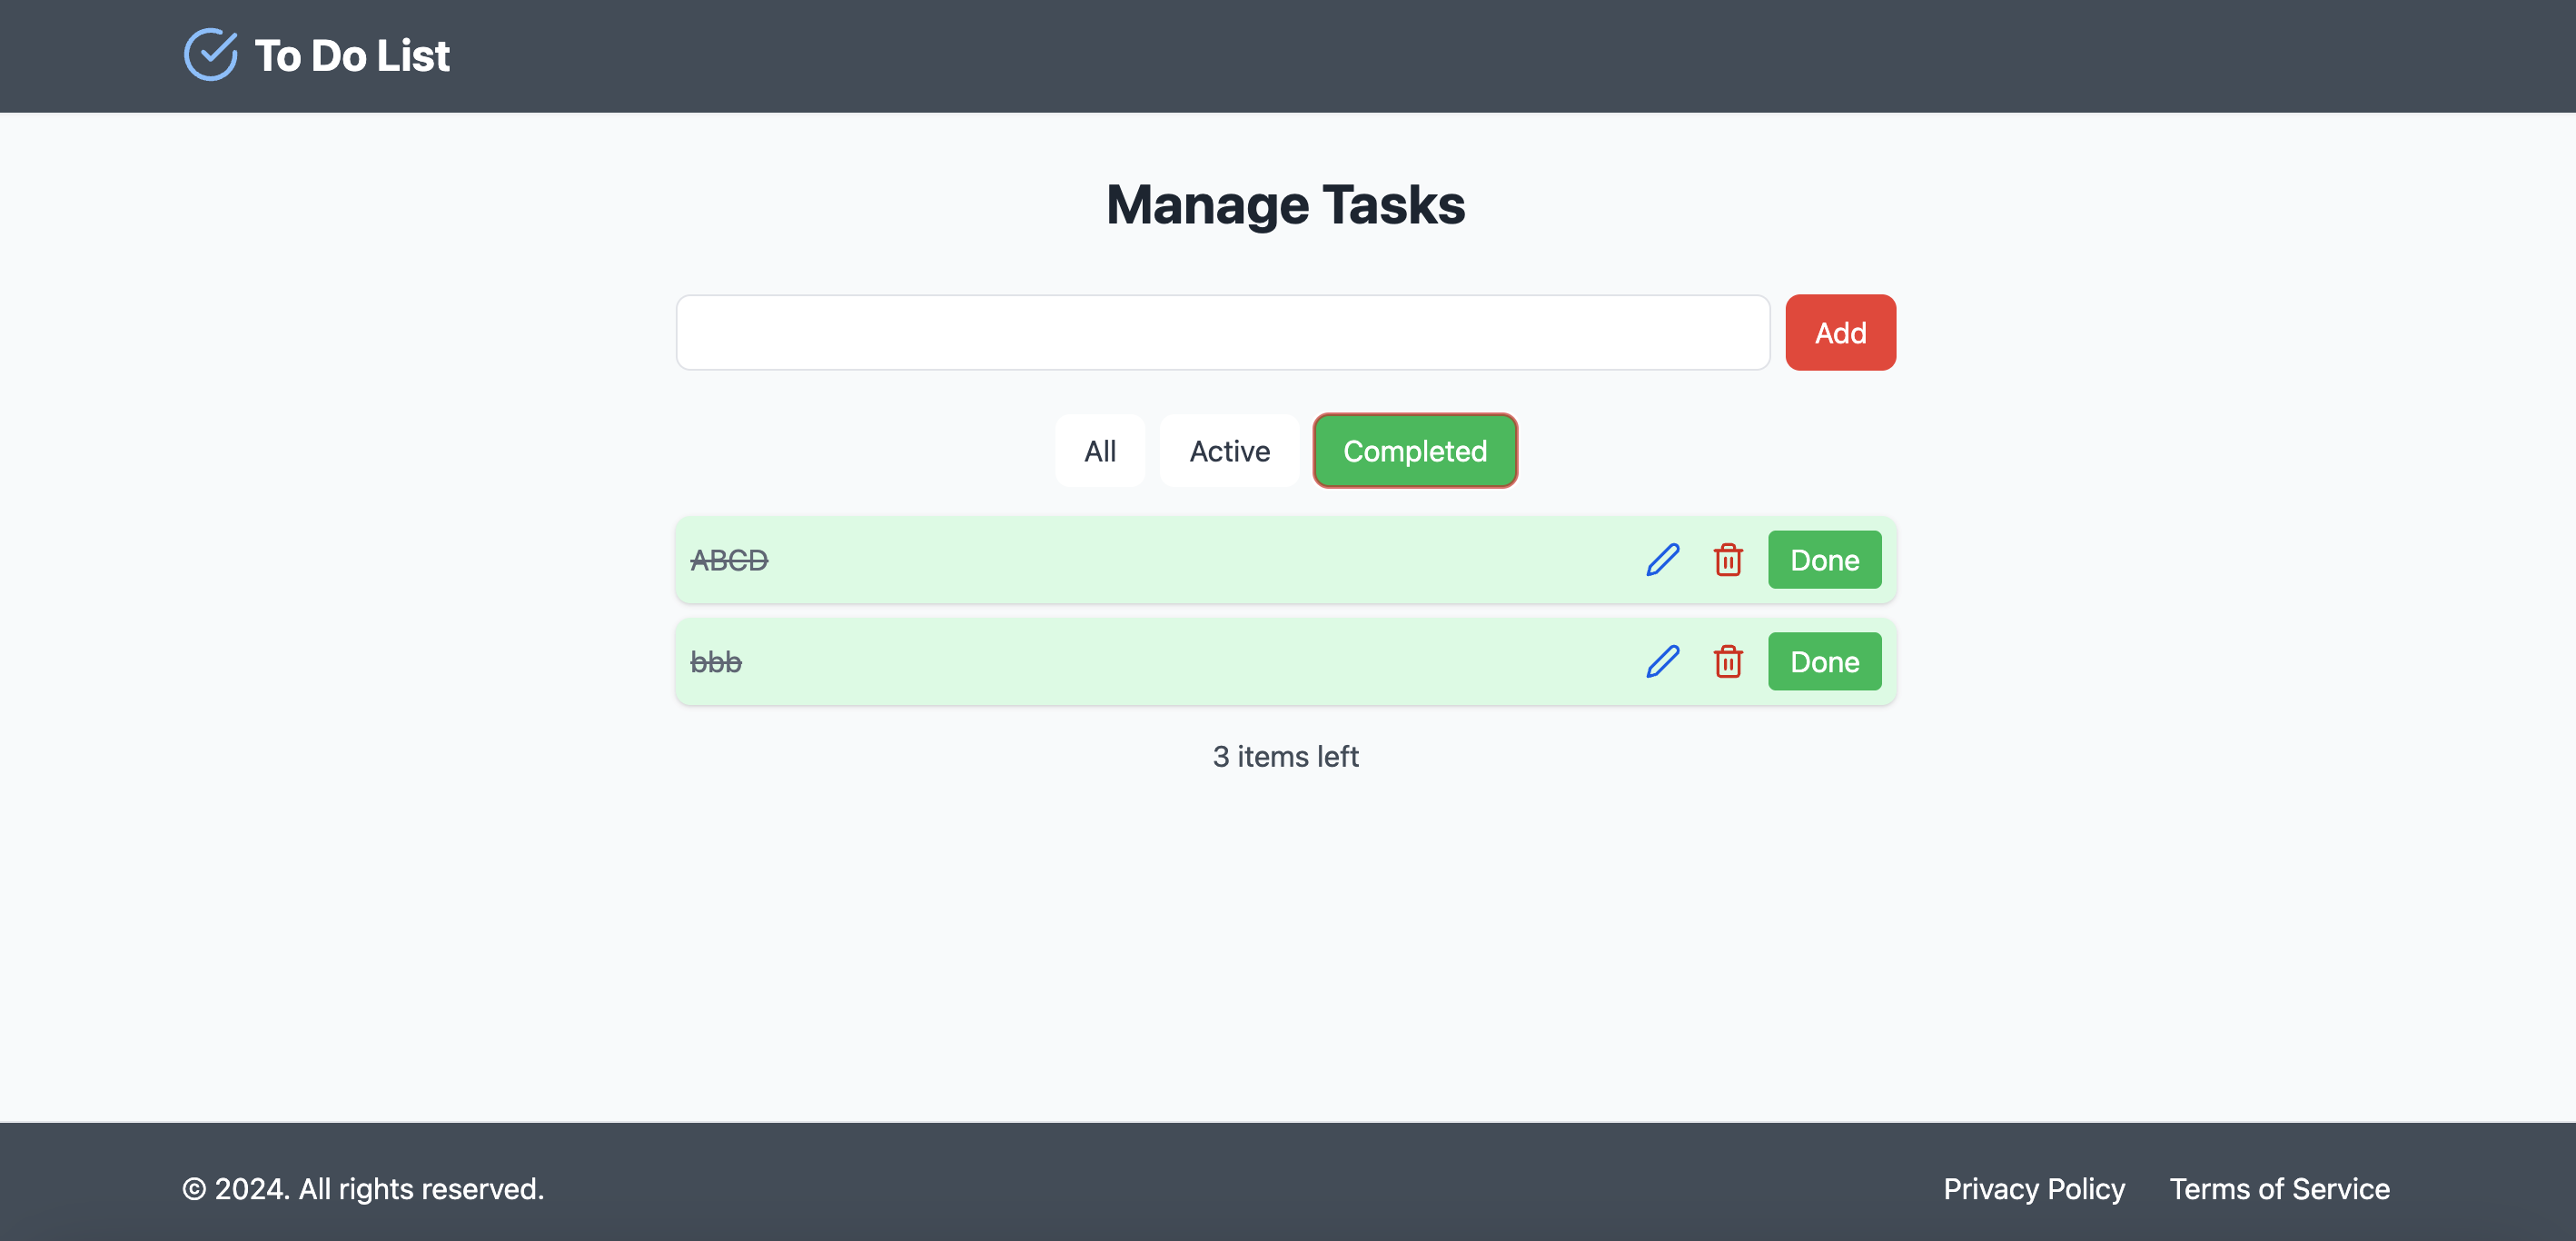 To Do List
Manage Tasks
Add
All Active Completed
ABCD Done
bbb Done
3 items left
© 2024. All rights reserved. Privacy Policy Terms of Service